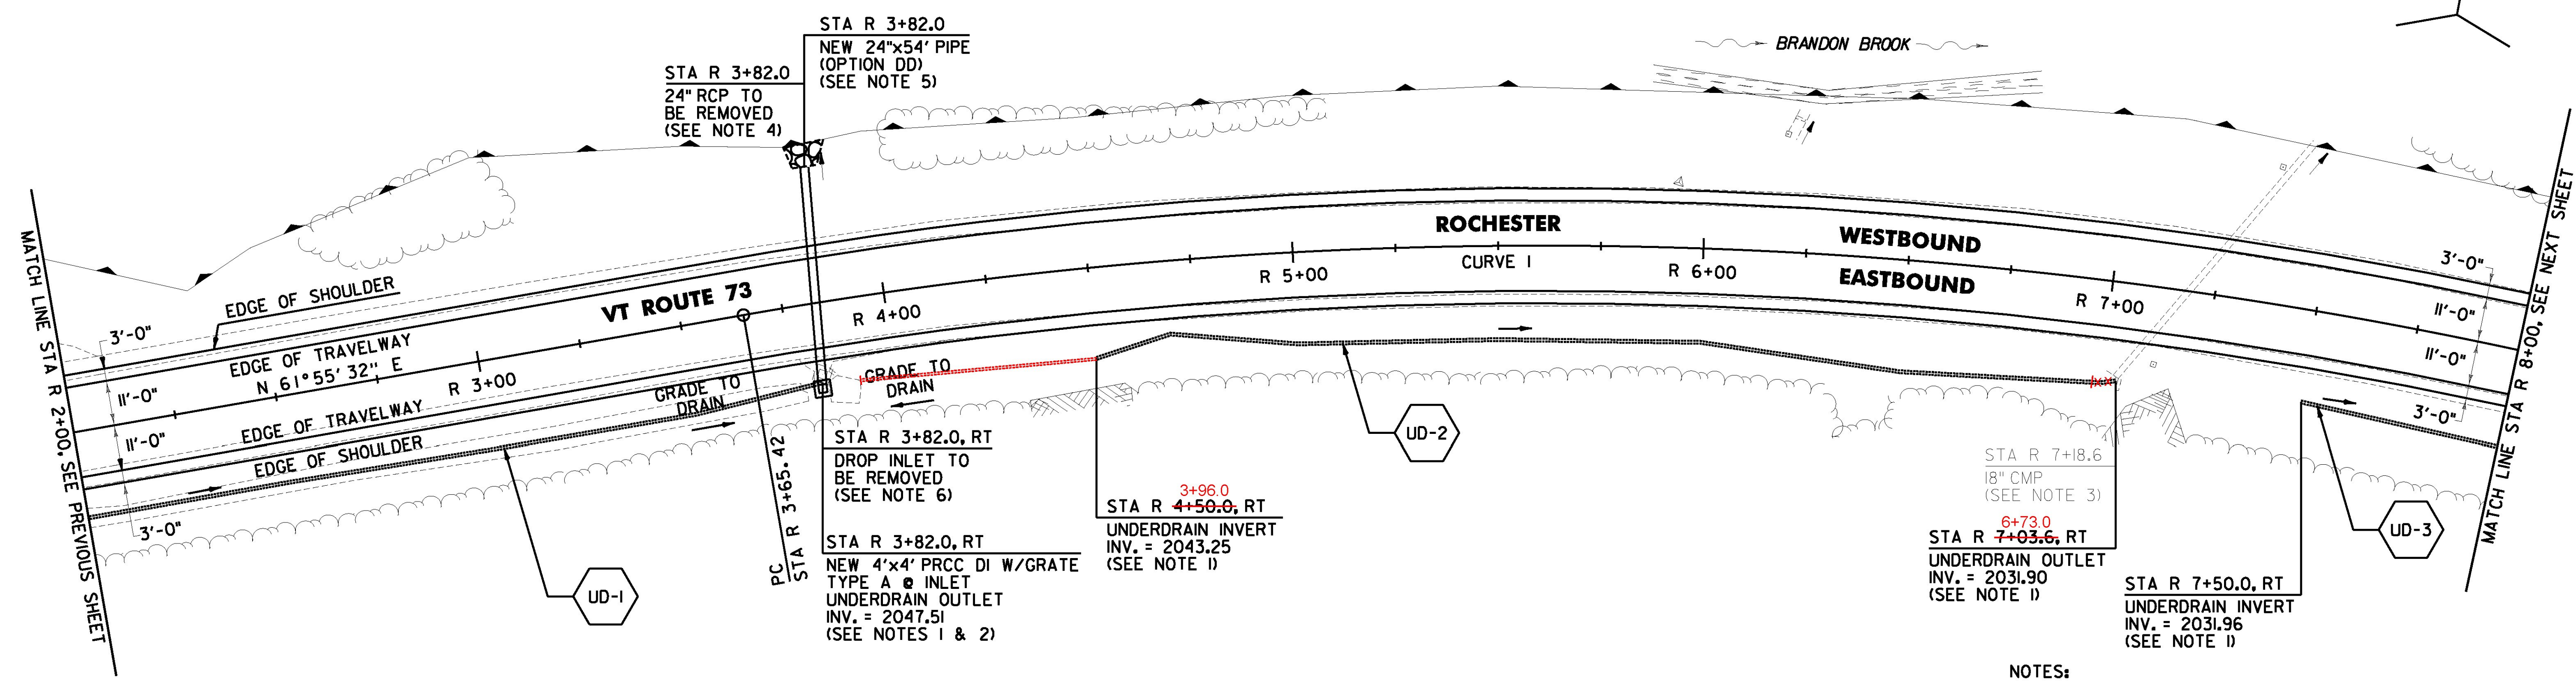 STA R 3+82.0
NEW 24"x54' PIPE
(OPTION DD)
(SEE NOTE 5)
STA R 3+82.0
24" RCP TO
BE REMOVED
(SEE NOTE 4)
BRANDON BROOK
MATCH LINE STA R 2+00, SEE PREVIOUS SHEET
MATCH LINE STA R 8+00, SEE NEXT SHEET
EDGE OF SHOULDER
3'-0"
11'-0"
11'-0"
3'-0"
EDGE OF TRAVELWAY
N 61°55'32" E
EDGE OF TRAVELWAY
EDGE OF SHOULDER
VT ROUTE 73
R 3+00
R 4+00
R 5+00
CURVE 1
R 6+00
R 7+00
ROCHESTER
WESTBOUND
EASTBOUND
3'-0"
11'-0"
11'-0"
3'-0"
GRADE TO
DRAIN
GRADE TO
DRAIN
PC
STA R 3+65.42
UD-1
STA R 3+82.0, RT
DROP INLET TO
BE REMOVED
(SEE NOTE 6)
STA R 3+82.0, RT
NEW 4'x4' PRCC DI W/GRATE
TYPE A @ INLET
UNDERDRAIN OUTLET
INV. = 2047.51
(SEE NOTES 1 & 2)
3+96.0
STA R 4+50.0, RT
UNDERDRAIN INVERT
INV. = 2043.25
(SEE NOTE 1)
UD-2
STA R 7+18.6
18" CMP
(SEE NOTE 3)
6+73.0
STA R 7+03.6, RT
UNDERDRAIN OUTLET
INV. = 2031.90
(SEE NOTE 1)
STA R 7+50.0, RT
UNDERDRAIN INVERT
INV. = 2031.96
(SEE NOTE 1)
UD-3
NOTES: